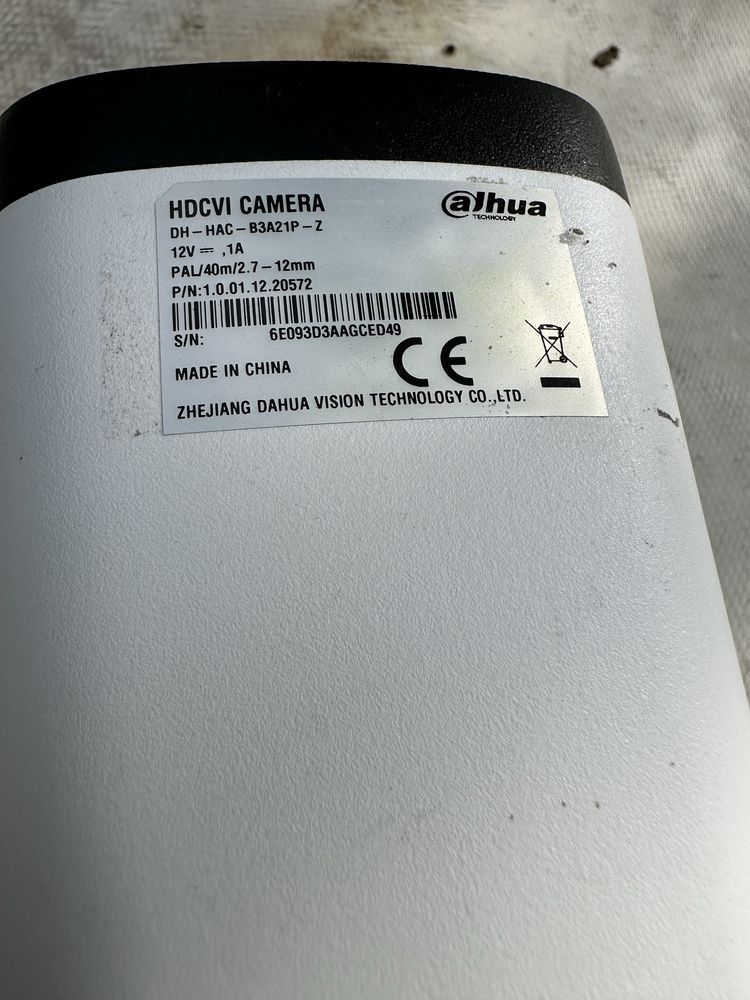 HDCVI CAMERA
alhua
TECHNOLOGY
DH-HAC-B3A21P-Z
12V ⎓ ,1A
PAL/40m/2.7-12mm
P/N:1.0.01.12.20572
S/N: 6E093D3AAGCED49
MADE IN CHINA
CE
ZHEJIANG DAHUA VISION TECHNOLOGY CO.,LTD.